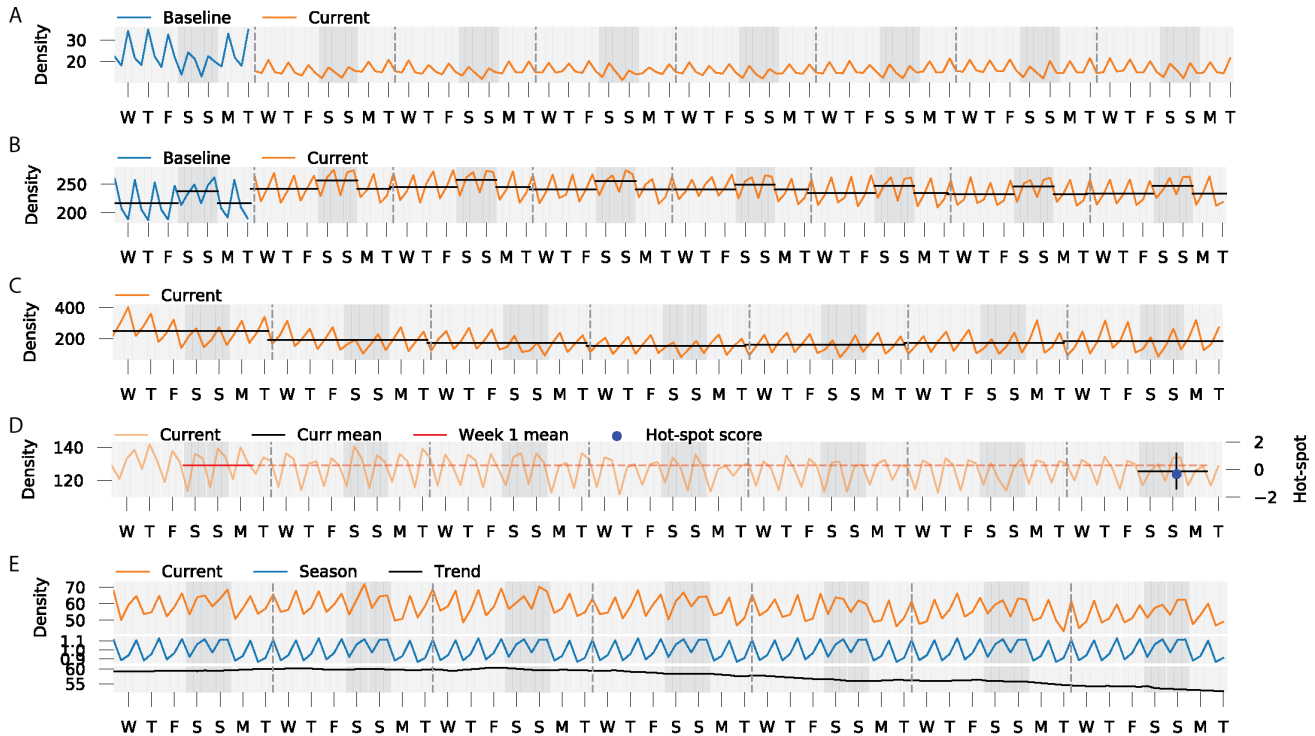 A
Baseline Current
Density
30
20
W T F S S M T W T F S S M T W T F S S M T W T F S S M T W T F S S M T W T F S S M T W T F S S M T W T F S S M T
B
Baseline Current
Density
250
200
W T F S S M T W T F S S M T W T F S S M T W T F S S M T W T F S S M T W T F S S M T W T F S S M T W T F S S M T
C
Current
Density
400
200
W T F S S M T W T F S S M T W T F S S M T W T F S S M T W T F S S M T W T F S S M T W T F S S M T
D
Current Curr mean Week 1 mean Hot-spot score
Density
140
120
2
0
−2
Hot-spot
W T F S S M T W T F S S M T W T F S S M T W T F S S M T W T F S S M T W T F S S M T W T F S S M T
E
Current Season Trend
Density
70
60
50
1.1
1.0
0.9
60
55
W T F S S M T W T F S S M T W T F S S M T W T F S S M T W T F S S M T W T F S S M T W T F S S M T